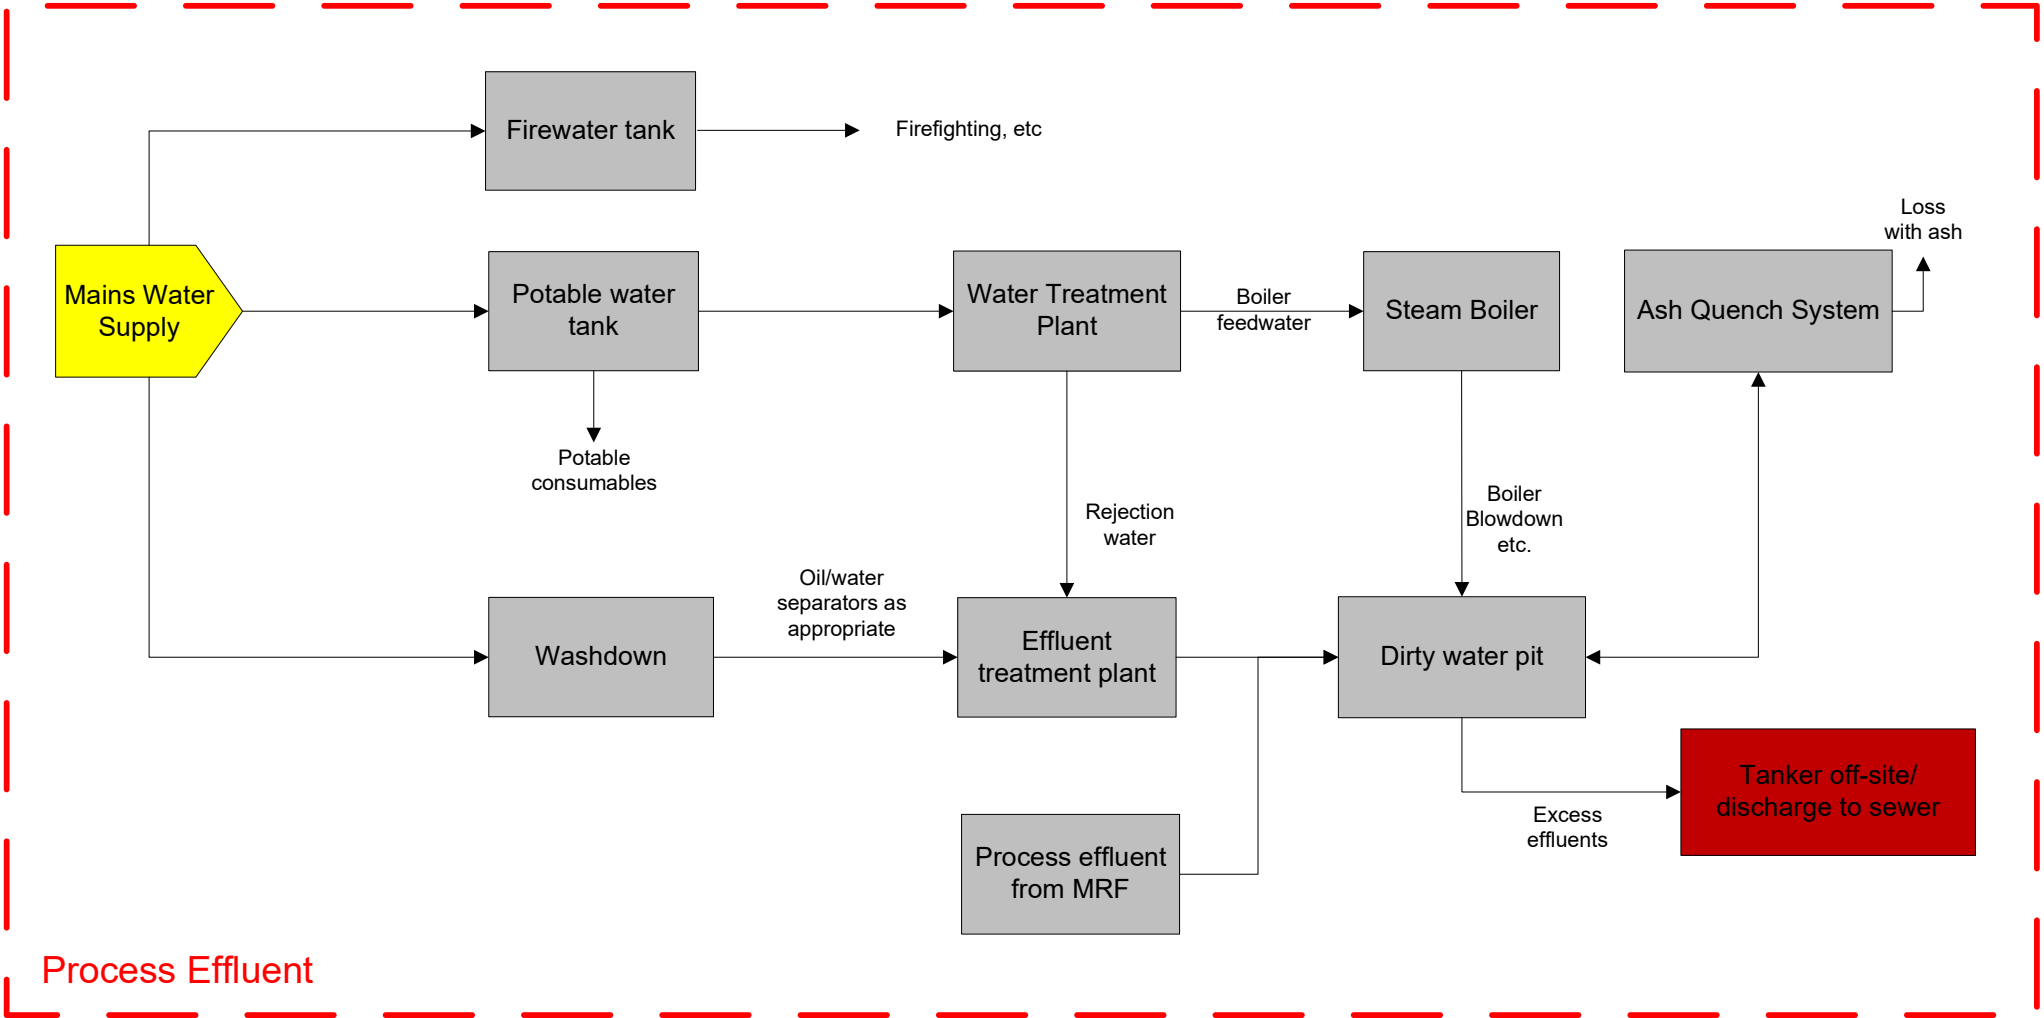 Firewater tank
Firefighting, etc
Loss
with ash
Mains Water
Supply
Potable water
tank
Water Treatment
Plant
Boiler
feedwater
Steam Boiler
Ash Quench System
Potable
consumables
Rejection
water
Boiler
Blowdown
etc.
Oil/water
separators as
appropriate
Washdown
Effluent
treatment plant
Dirty water pit
Tanker off-site/
discharge to sewer
Excess
effluents
Process effluent
from MRF
Process Effluent